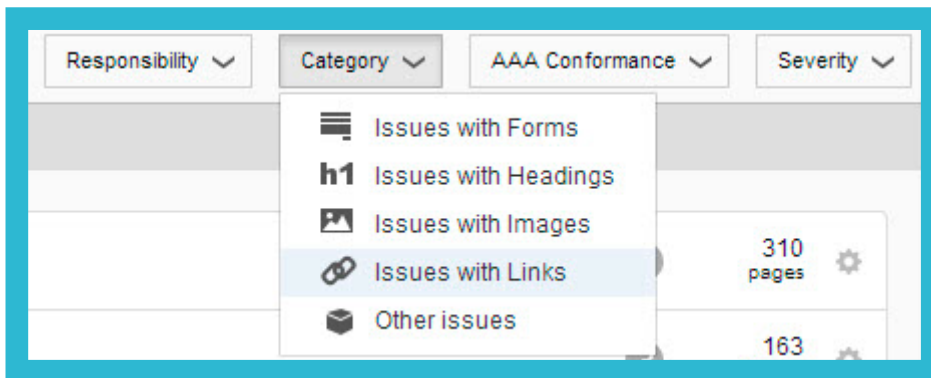 Responsibility Category AAA Conformance Severity
Issues with Forms
h1 Issues with Headings
Issues with Images
Issues with Links
Other issues
310
pages
163